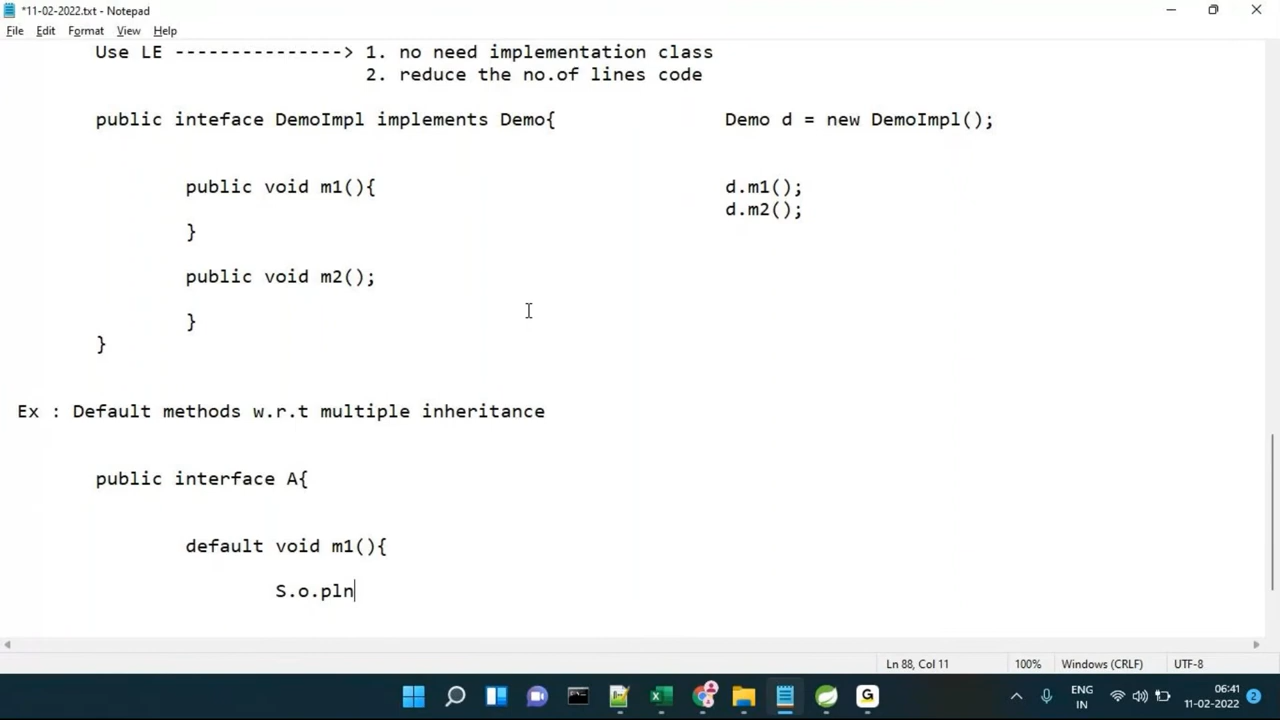 *11-02-2022.txt - Notepad
File Edit Format View Help
Use LE ---------------> 1. no need implementation class
2. reduce the no.of lines code
public inteface DemoImpl implements Demo{ Demo d = new DemoImpl();
public void m1(){ d.m1();
d.m2();
}
public void m2();
}
}
Ex : Default methods w.r.t multiple inheritance
public interface A{
default void m1(){
S.o.pln
Ln 88, Col 11 100% Windows (CRLF) UTF-8
ENG 06:41
IN 11-02-2022 2